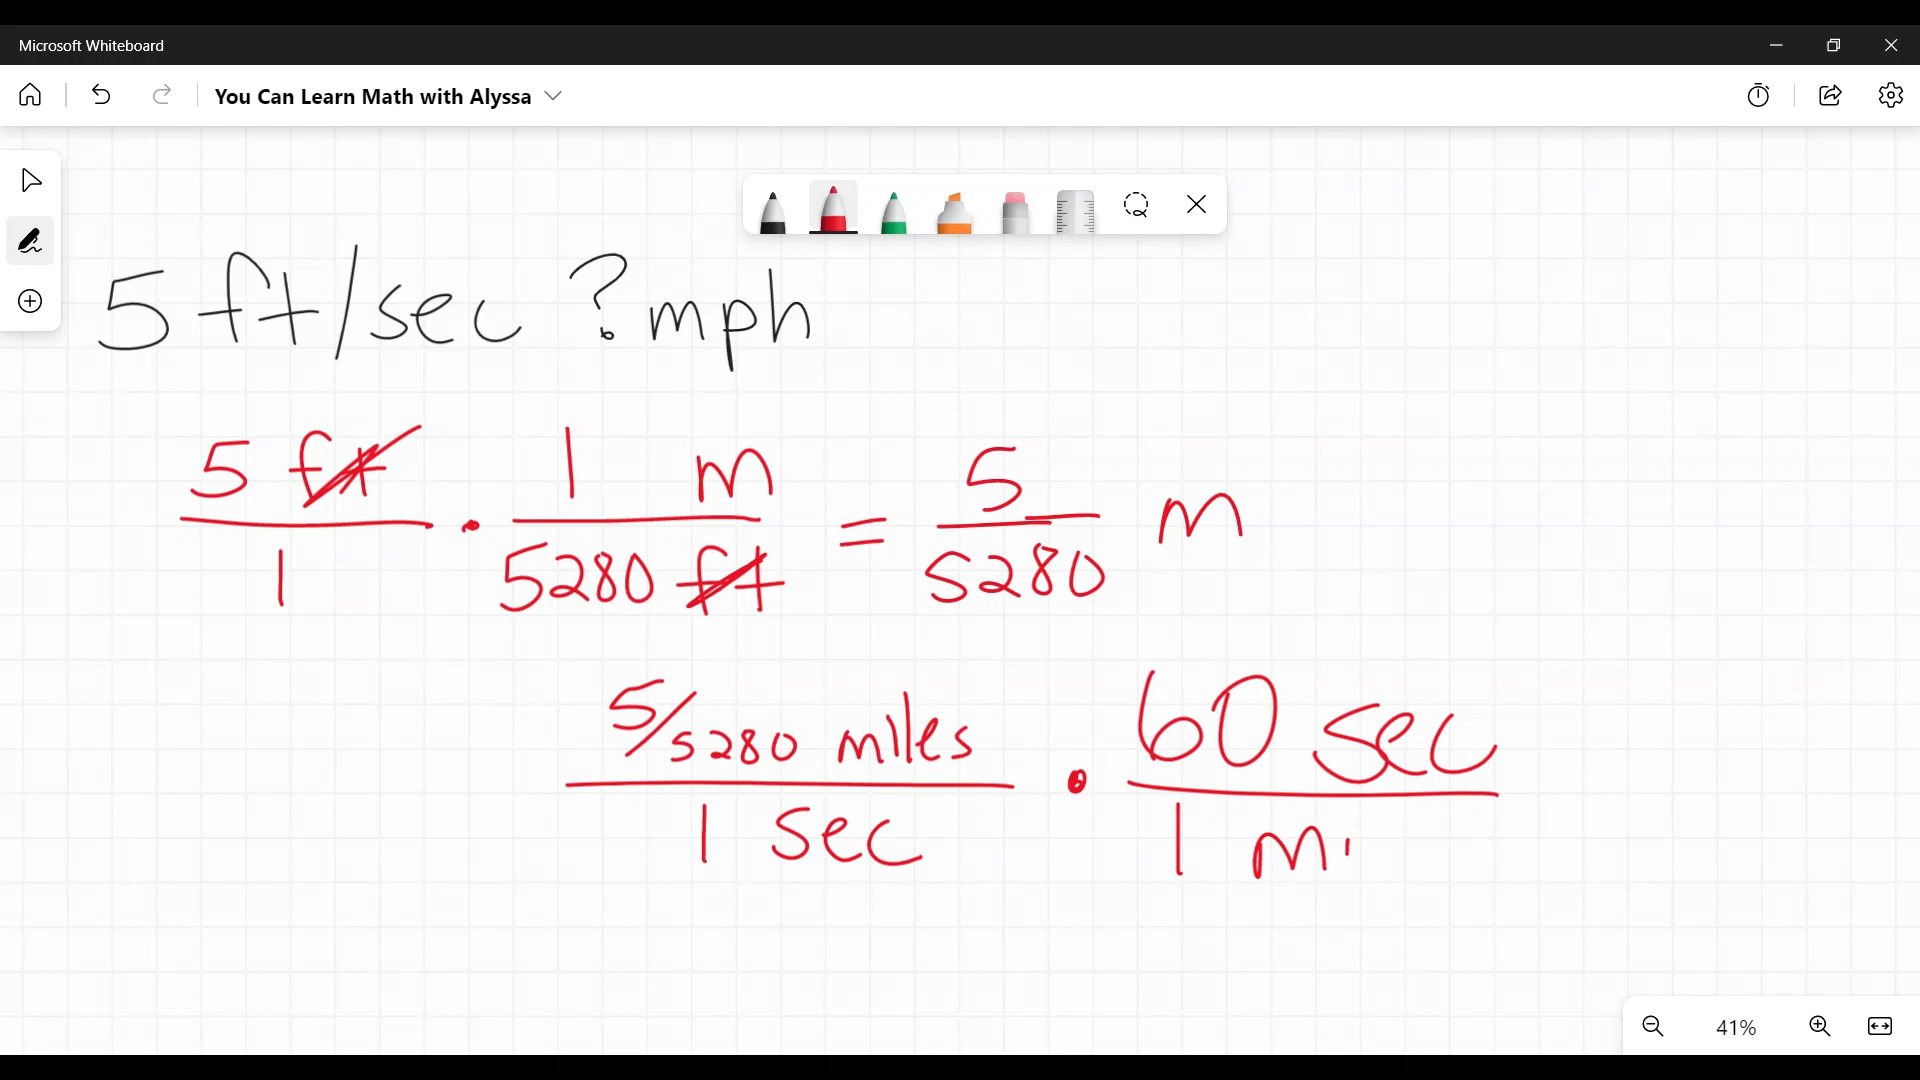 Microsoft Whiteboard
You Can Learn Math with Alyssa
5 ft/sec ? mph
5 ft / 1 · 1 m / 5280 ft = 5 / 5280 m
5/5280 miles / 1 sec · 60 sec / 1 mi
41%